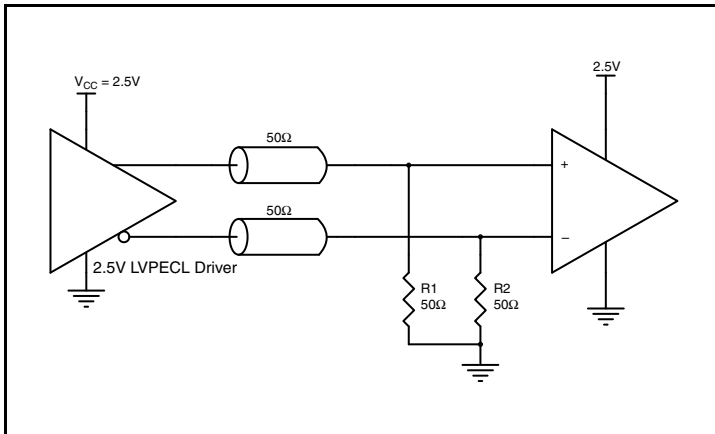 V_CC = 2.5V
2.5V
50Ω
+
50Ω
–
2.5V LVPECL Driver
R1
50Ω
R2
50Ω